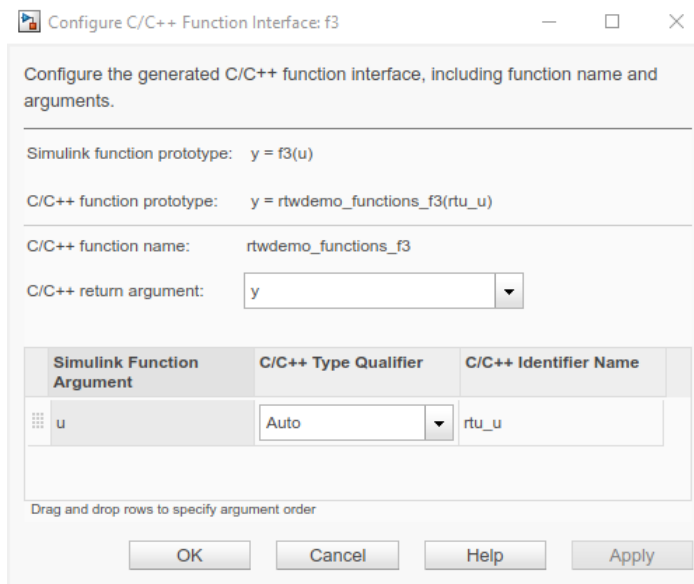 Configure C/C++ Function Interface: f3
Configure the generated C/C++ function interface, including function name and
arguments.
Simulink function prototype: y = f3(u)
C/C++ function prototype: y = rtwdemo_functions_f3(rtu_u)
C/C++ function name: rtwdemo_functions_f3
C/C++ return argument: y
Simulink Function Argument C/C++ Type Qualifier C/C++ Identifier Name
u Auto rtu_u
Drag and drop rows to specify argument order
OK Cancel Help Apply